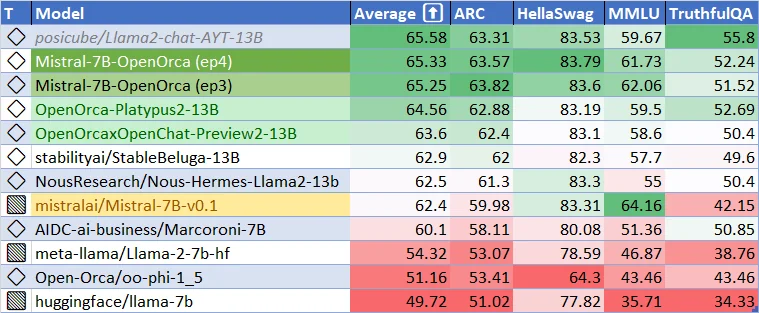 T Model Average ⬆ ARC HellaSwag MMLU TruthfulQA
posicube/Llama2-chat-AYT-13B 65.58 63.31 83.53 59.67 55.8
Mistral-7B-OpenOrca (ep4) 65.33 63.57 83.79 61.73 52.24
Mistral-7B-OpenOrca (ep3) 65.25 63.82 83.6 62.06 51.52
OpenOrca-Platypus2-13B 64.56 62.88 83.19 59.5 52.69
OpenOrcaxOpenChat-Preview2-13B 63.6 62.4 83.1 58.6 50.4
stabilityai/StableBeluga-13B 62.9 62 82.3 57.7 49.6
NousResearch/Nous-Hermes-Llama2-13b 62.5 61.3 83.3 55 50.4
mistralai/Mistral-7B-v0.1 62.4 59.98 83.31 64.16 42.15
AIDC-ai-business/Marcoroni-7B 60.1 58.11 80.08 51.36 50.85
meta-llama/Llama-2-7b-hf 54.32 53.07 78.59 46.87 38.76
Open-Orca/oo-phi-1_5 51.16 53.41 64.3 43.46 43.46
huggingface/llama-7b 49.72 51.02 77.82 35.71 34.33